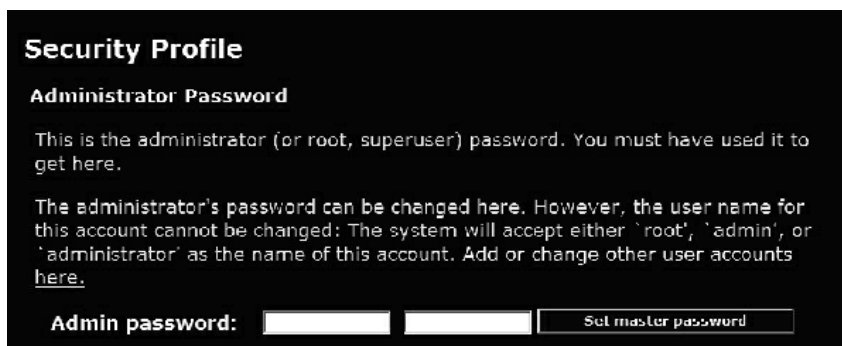 Security Profile
Administrator Password
This is the administrator (or root, superuser) password. You must have used it to
get here.
The administrator's password can be changed here. However, the user name for
this account cannot be changed: The system will accept either `root', `admin', or
`administrator' as the name of this account. Add or change other user accounts
here.
Admin password: Set master password